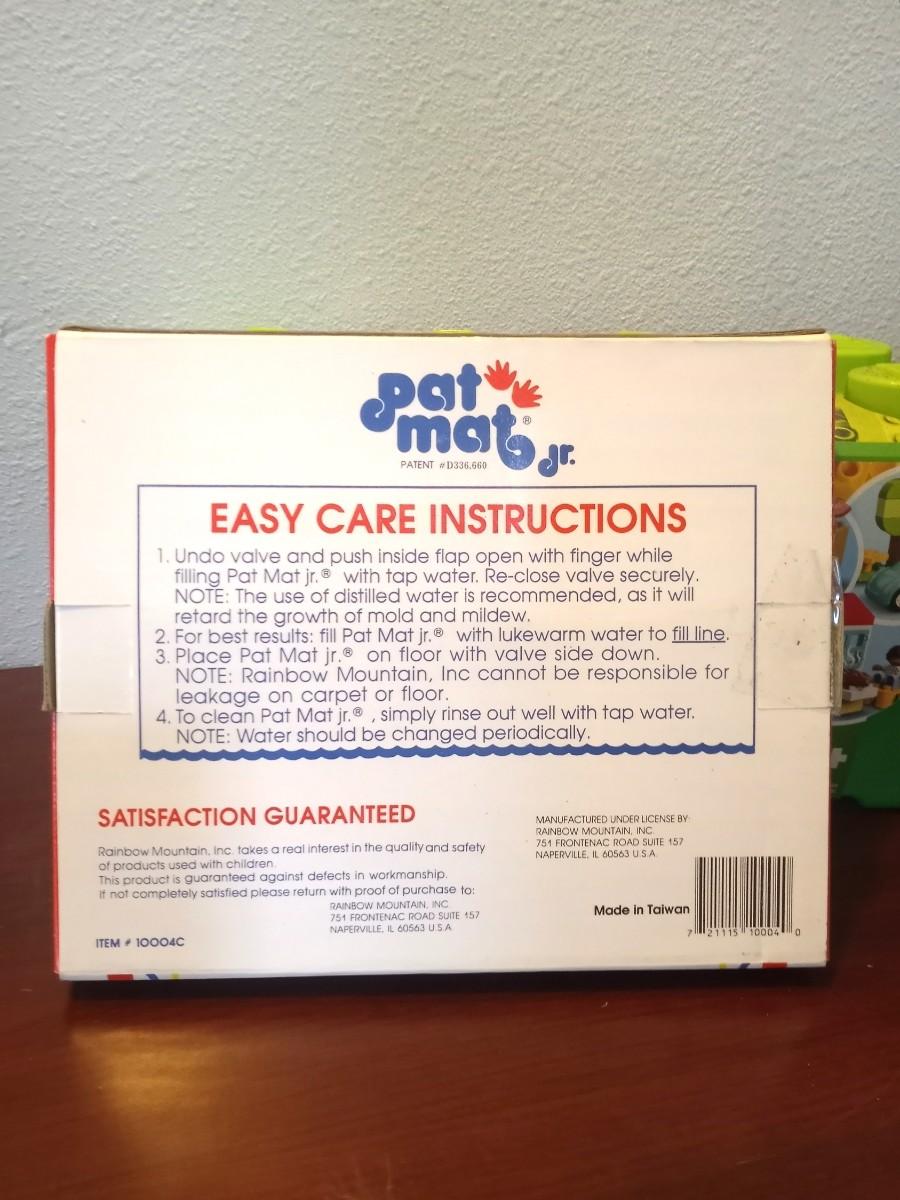 pat
mat® jr.
PATENT #D336,660
EASY CARE INSTRUCTIONS
1. Undo valve and push inside flap open with finger while
filling Pat Mat jr.® with tap water. Re-close valve securely.
NOTE: The use of distilled water is recommended, as it will
retard the growth of mold and mildew.
2. For best results: fill Pat Mat jr.® with lukewarm water to fill line.
3. Place Pat Mat jr.® on floor with valve side down.
NOTE: Rainbow Mountain, Inc cannot be responsible for
leakage on carpet or floor.
4. To clean Pat Mat jr.® , simply rinse out well with tap water.
NOTE: Water should be changed periodically.
SATISFACTION GUARANTEED
Rainbow Mountain, Inc. takes a real interest in the quality and safety
of products used with children.
This product is guaranteed against defects in workmanship.
If not completely satisfied please return with proof of purchase to:
RAINBOW MOUNTAIN, INC.
751 FRONTENAC ROAD SUITE 157
NAPERVILLE, IL 60563 U.S.A.
ITEM # 10004C
MANUFACTURED UNDER LICENSE BY:
RAINBOW MOUNTAIN, INC.
751 FRONTENAC ROAD SUITE 157
NAPERVILLE, IL 60563 U.S.A.
Made in Taiwan
7 21115 10004 0